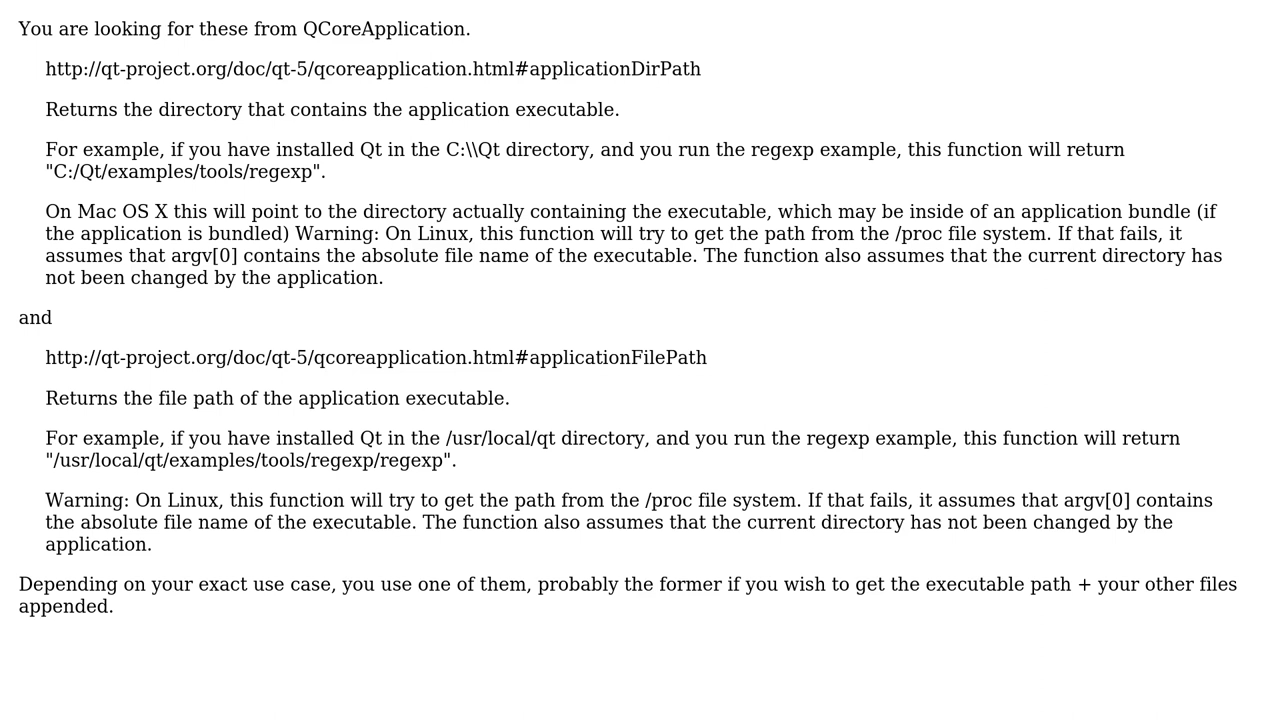 You are looking for these from QCoreApplication.
http://qt-project.org/doc/qt-5/qcoreapplication.html#applicationDirPath
Returns the directory that contains the application executable.
For example, if you have installed Qt in the C:\\Qt directory, and you run the regexp example, this function will return
"C:/Qt/examples/tools/regexp".
On Mac OS X this will point to the directory actually containing the executable, which may be inside of an application bundle (if
the application is bundled) Warning: On Linux, this function will try to get the path from the /proc file system. If that fails, it
assumes that argv[0] contains the absolute file name of the executable. The function also assumes that the current directory has
not been changed by the application.
and
http://qt-project.org/doc/qt-5/qcoreapplication.html#applicationFilePath
Returns the file path of the application executable.
For example, if you have installed Qt in the /usr/local/qt directory, and you run the regexp example, this function will return
"/usr/local/qt/examples/tools/regexp/regexp".
Warning: On Linux, this function will try to get the path from the /proc file system. If that fails, it assumes that argv[0] contains
the absolute file name of the executable. The function also assumes that the current directory has not been changed by the
application.
Depending on your exact use case, you use one of them, probably the former if you wish to get the executable path + your other files
appended.